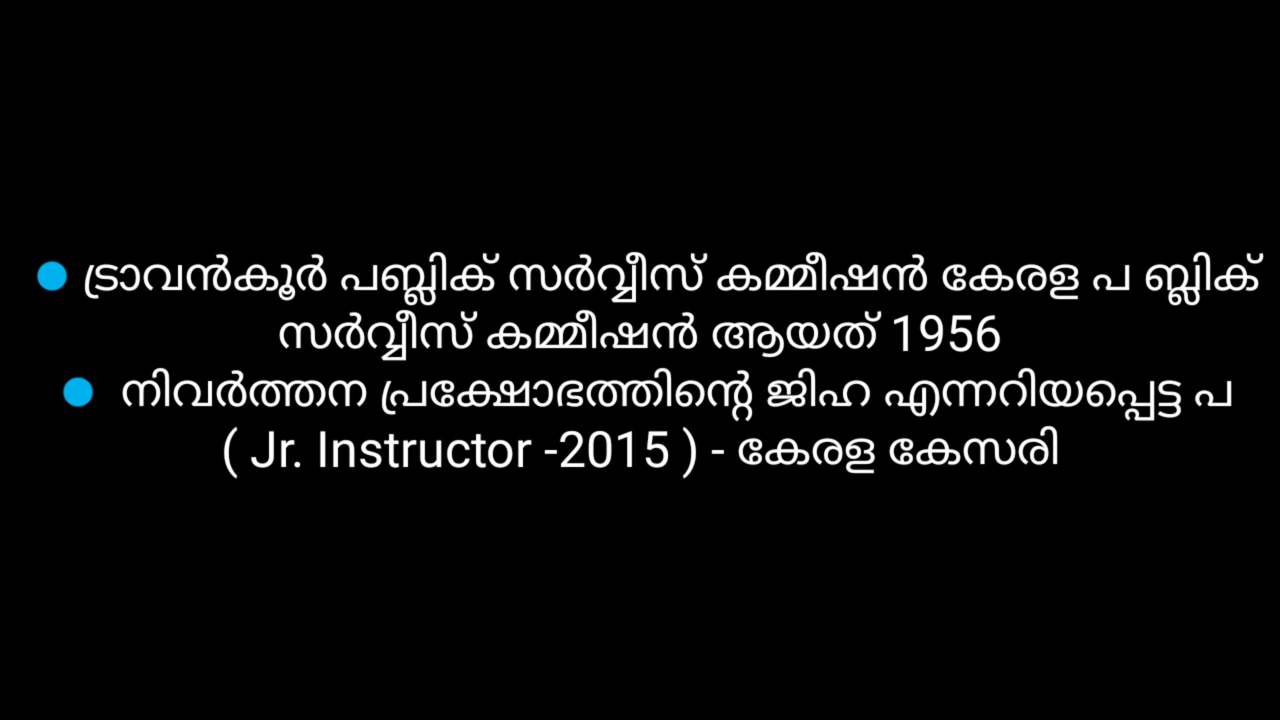 ട്രാവൻകൂർ പബ്ലിക് സർവ്വീസ് കമ്മീഷൻ കേരള പ ബ്ലിക്
സർവ്വീസ് കമ്മീഷൻ ആയത് 1956
നിവർത്തന പ്രക്ഷോഭത്തിന്റെ ജിഹ എന്നറിയപ്പെട്ട പ
( Jr. Instructor -2015 ) - കേരള കേസരി